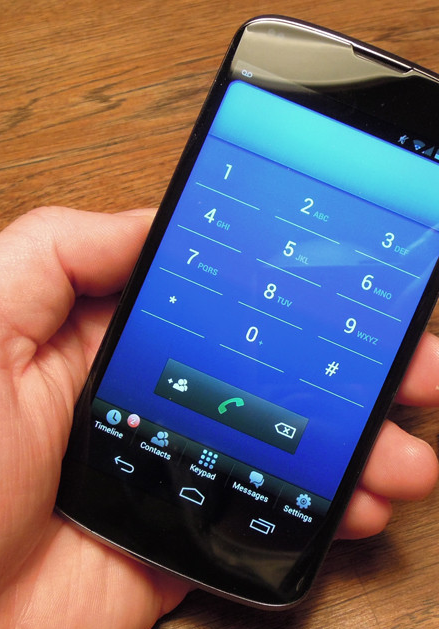 1
2 ABC
3 DEF
4 GHI
5 JKL
6 MNO
7 PQRS
8 TUV
9 WXYZ
*
0 +
#
Timeline
Contacts
Keypad
Messages
Settings